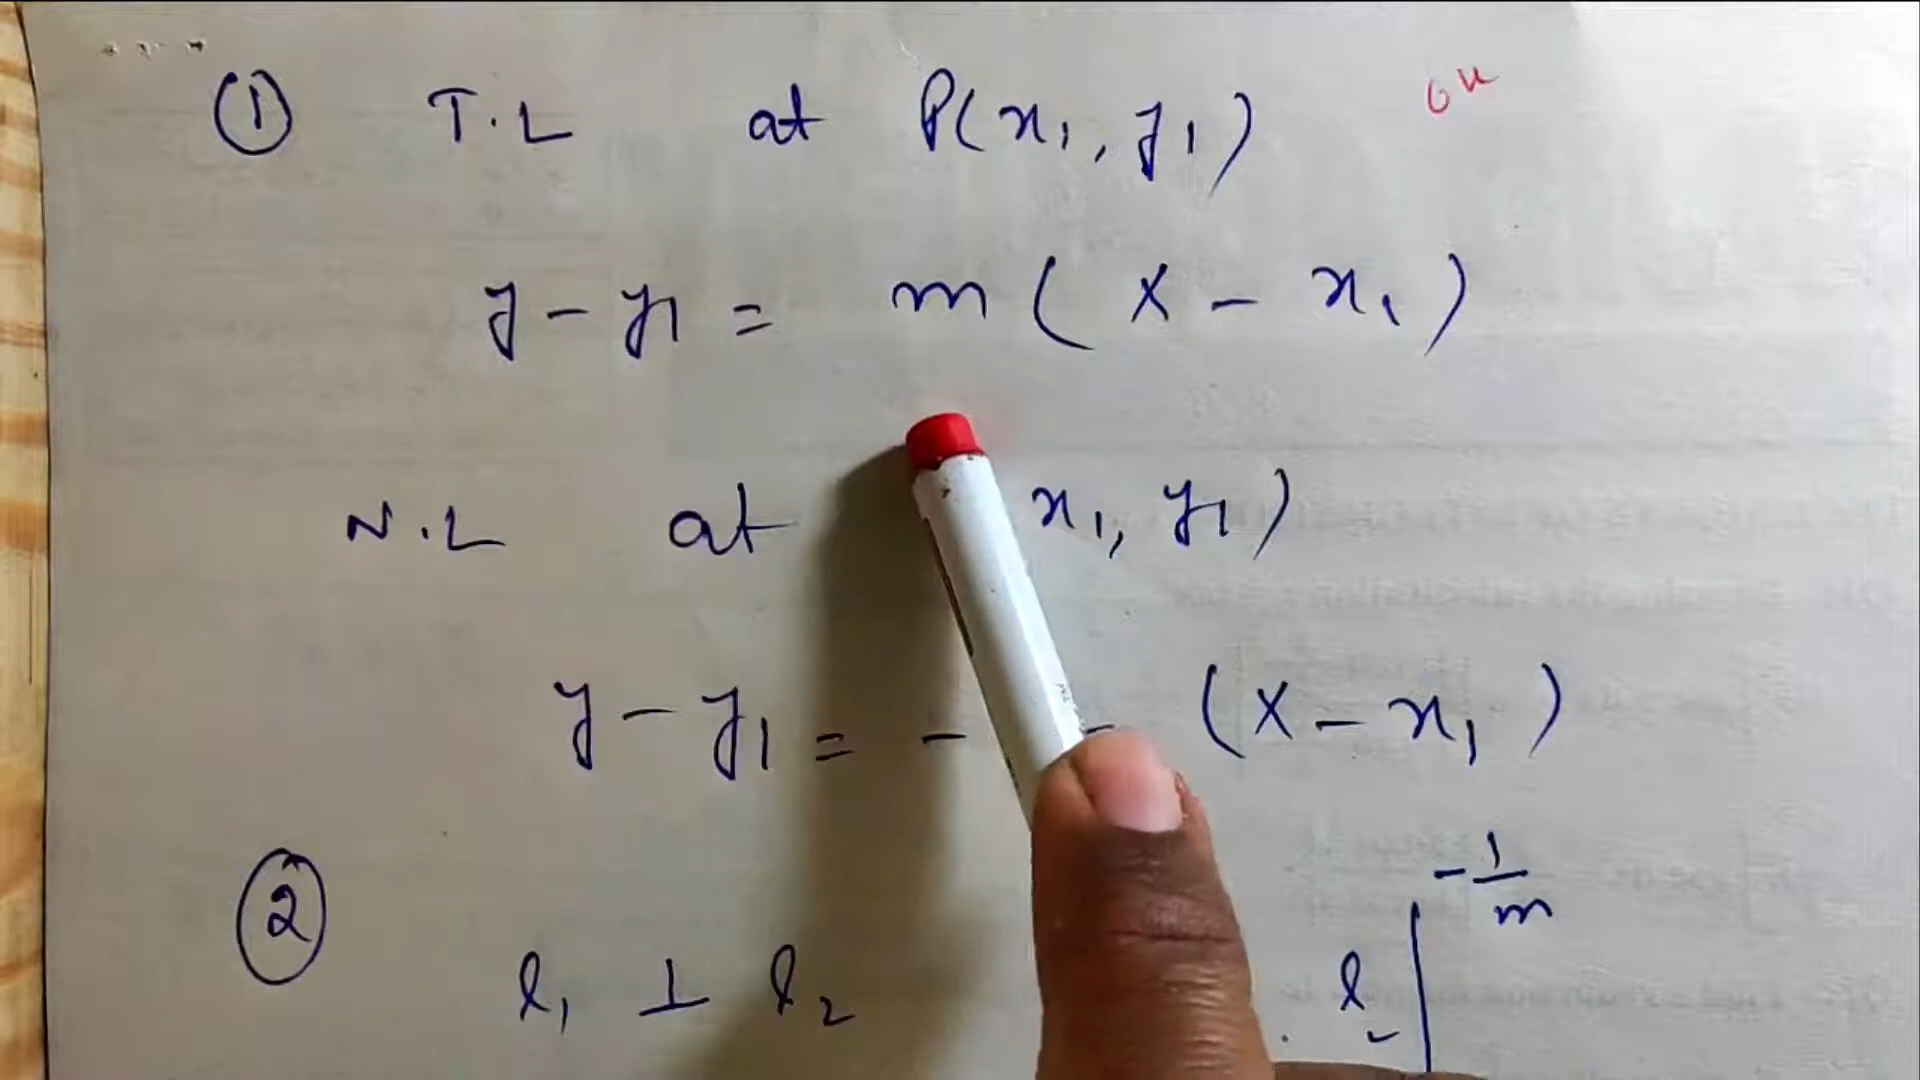 ① T.L at P(x₁, y₁)
y - y₁ = m ( x - x₁ )
N.L at x₁, y₁)
y - y₁ = - (x - x₁ )
② l₁ ⊥ l₂
- 1/m
l₂